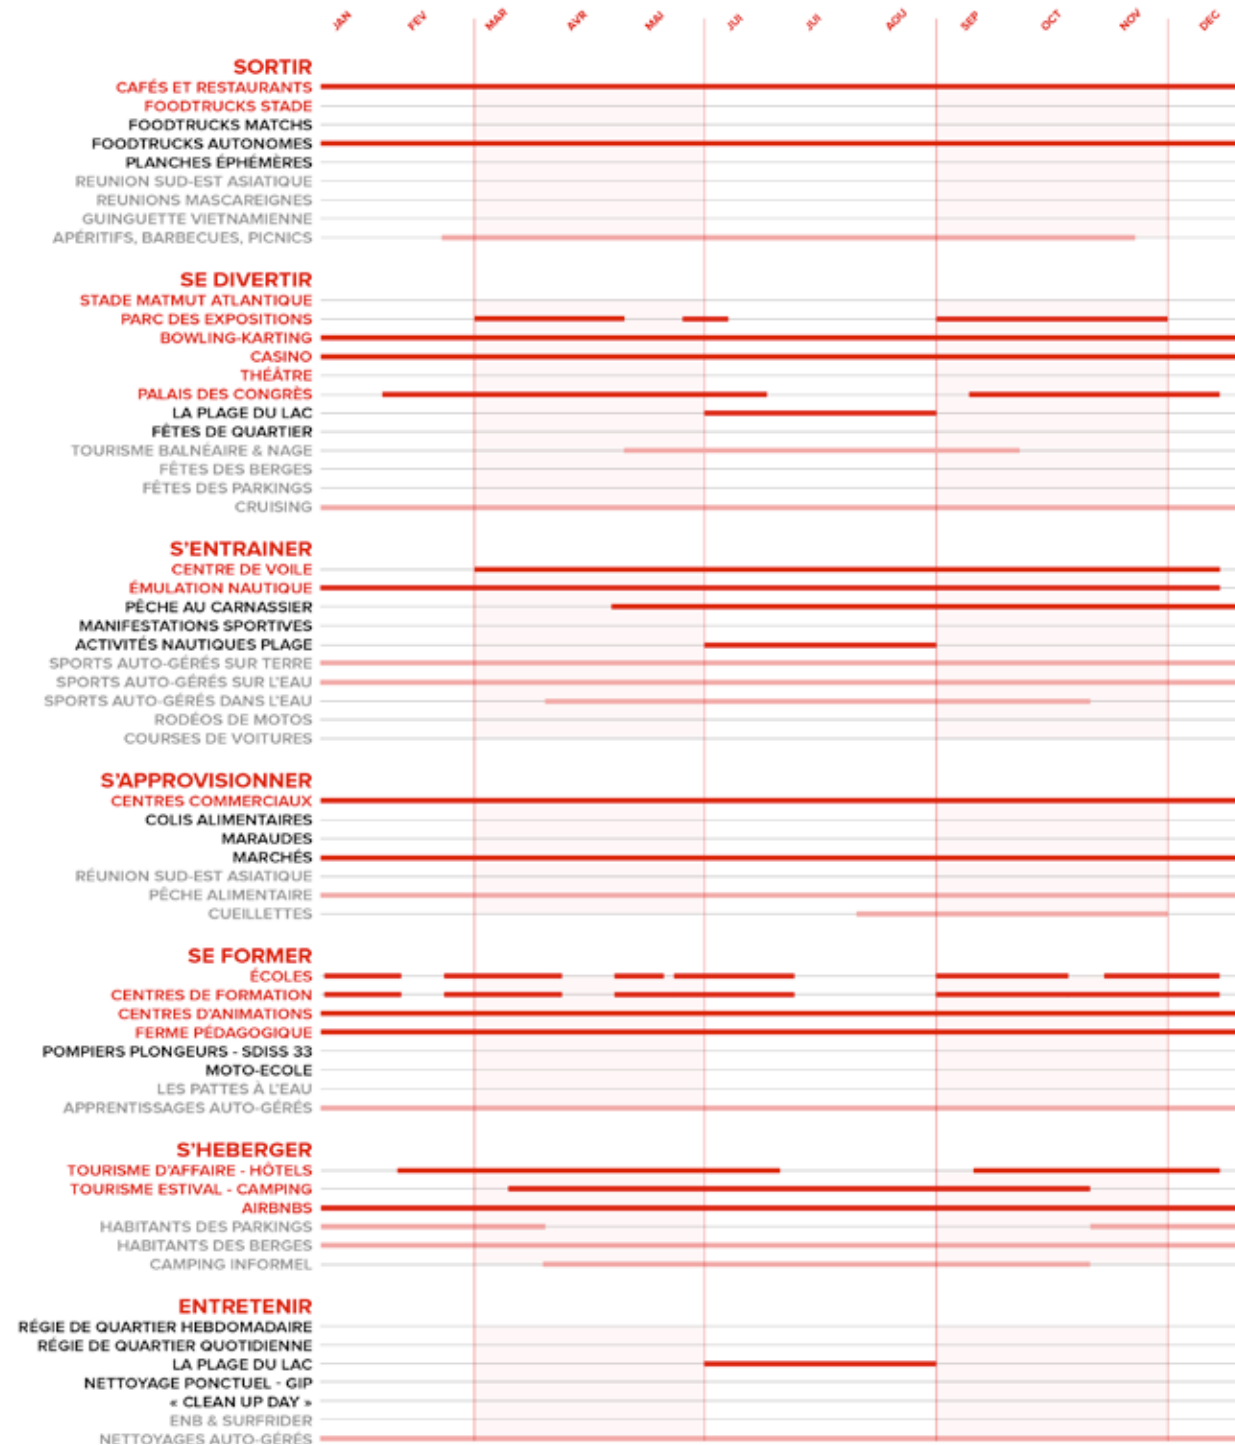 JAN FEV MAR AVR MAI JUI JUI AOU SEP OCT NOV DEC
SORTIR
CAFÉS ET RESTAURANTS
FOODTRUCKS STADE
FOODTRUCKS MATCHS
FOODTRUCKS AUTONOMES
PLANCHES ÉPHÉMÈRES
REUNION SUD-EST ASIATIQUE
REUNIONS MASCAREIGNES
GUINGUETTE VIETNAMIENNE
APÉRITIFS, BARBECUES, PICNICS
SE DIVERTIR
STADE MATMUT ATLANTIQUE
PARC DES EXPOSITIONS
BOWLING-KARTING
CASINO
THÉÂTRE
PALAIS DES CONGRÈS
LA PLAGE DU LAC
FÊTES DE QUARTIER
TOURISME BALNÉAIRE & NAGE
FÊTES DES BERGES
FÊTES DES PARKINGS
CRUISING
S'ENTRAINER
CENTRE DE VOILE
ÉMULATION NAUTIQUE
PÊCHE AU CARNASSIER
MANIFESTATIONS SPORTIVES
ACTIVITÉS NAUTIQUES PLAGE
SPORTS AUTO-GÉRÉS SUR TERRE
SPORTS AUTO-GÉRÉS SUR L'EAU
SPORTS AUTO-GÉRÉS DANS L'EAU
RODÉOS DE MOTOS
COURSES DE VOITURES
S'APPROVISIONNER
CENTRES COMMERCIAUX
COLIS ALIMENTAIRES
MARAUDES
MARCHÉS
RÉUNION SUD-EST ASIATIQUE
PÊCHE ALIMENTAIRE
CUEILLETTES
SE FORMER
ÉCOLES
CENTRES DE FORMATION
CENTRES D'ANIMATIONS
FERME PÉDAGOGIQUE
POMPIERS PLONGEURS - SDISS 33
MOTO-ECOLE
LES PATTES À L'EAU
APPRENTISSAGES AUTO-GÉRÉS
S'HEBERGER
TOURISME D'AFFAIRE - HÔTELS
TOURISME ESTIVAL - CAMPING
AIRBNBS
HABITANTS DES PARKINGS
HABITANTS DES BERGES
CAMPING INFORMEL
ENTRETENIR
RÉGIE DE QUARTIER HEBDOMADAIRE
RÉGIE DE QUARTIER QUOTIDIENNE
LA PLAGE DU LAC
NETTOYAGE PONCTUEL - GIP
« CLEAN UP DAY »
ENB & SURFRIDER
NETTOYAGES AUTO-GÉRÉS